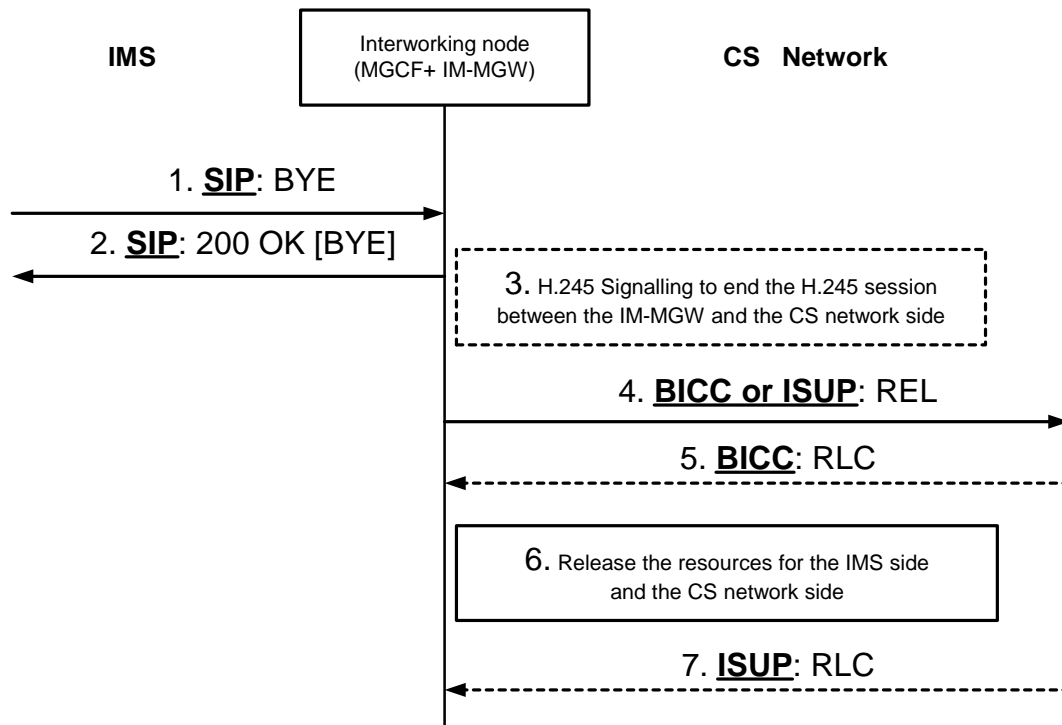 IMS
Interworking node
(MGCF+ IM-MGW)
CS Network
1. SIP: BYE
2. SIP: 200 OK [BYE]
3. H.245 Signalling to end the H.245 session
between the IM-MGW and the CS network side
4. BICC or ISUP: REL
5. BICC: RLC
6. Release the resources for the IMS side
and the CS network side
7. ISUP: RLC